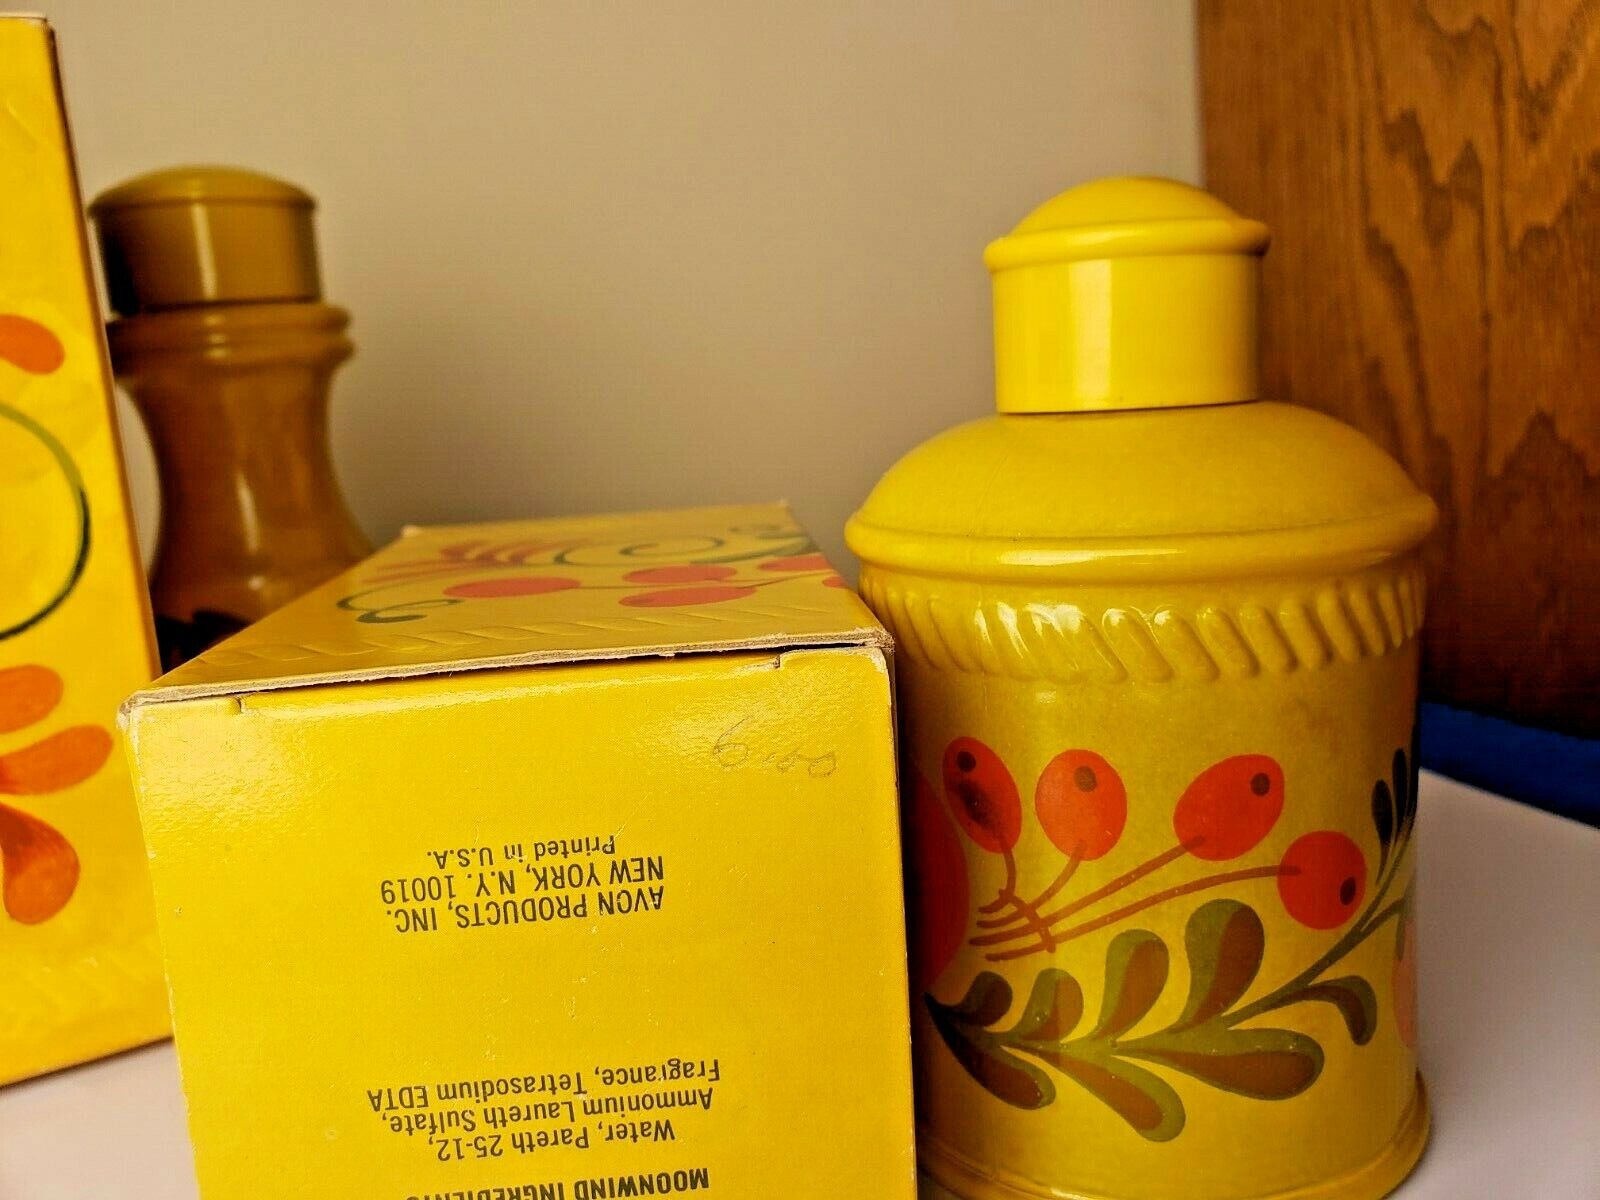 MOONWIND INGREDIENTS
Water, Pareth 25-12,
Ammonium Laureth Sulfate,
Fragrance, Tetrasodium EDTA
AVON PRODUCTS, INC.
NEW YORK, N.Y. 10019
Printed in U.S.A.